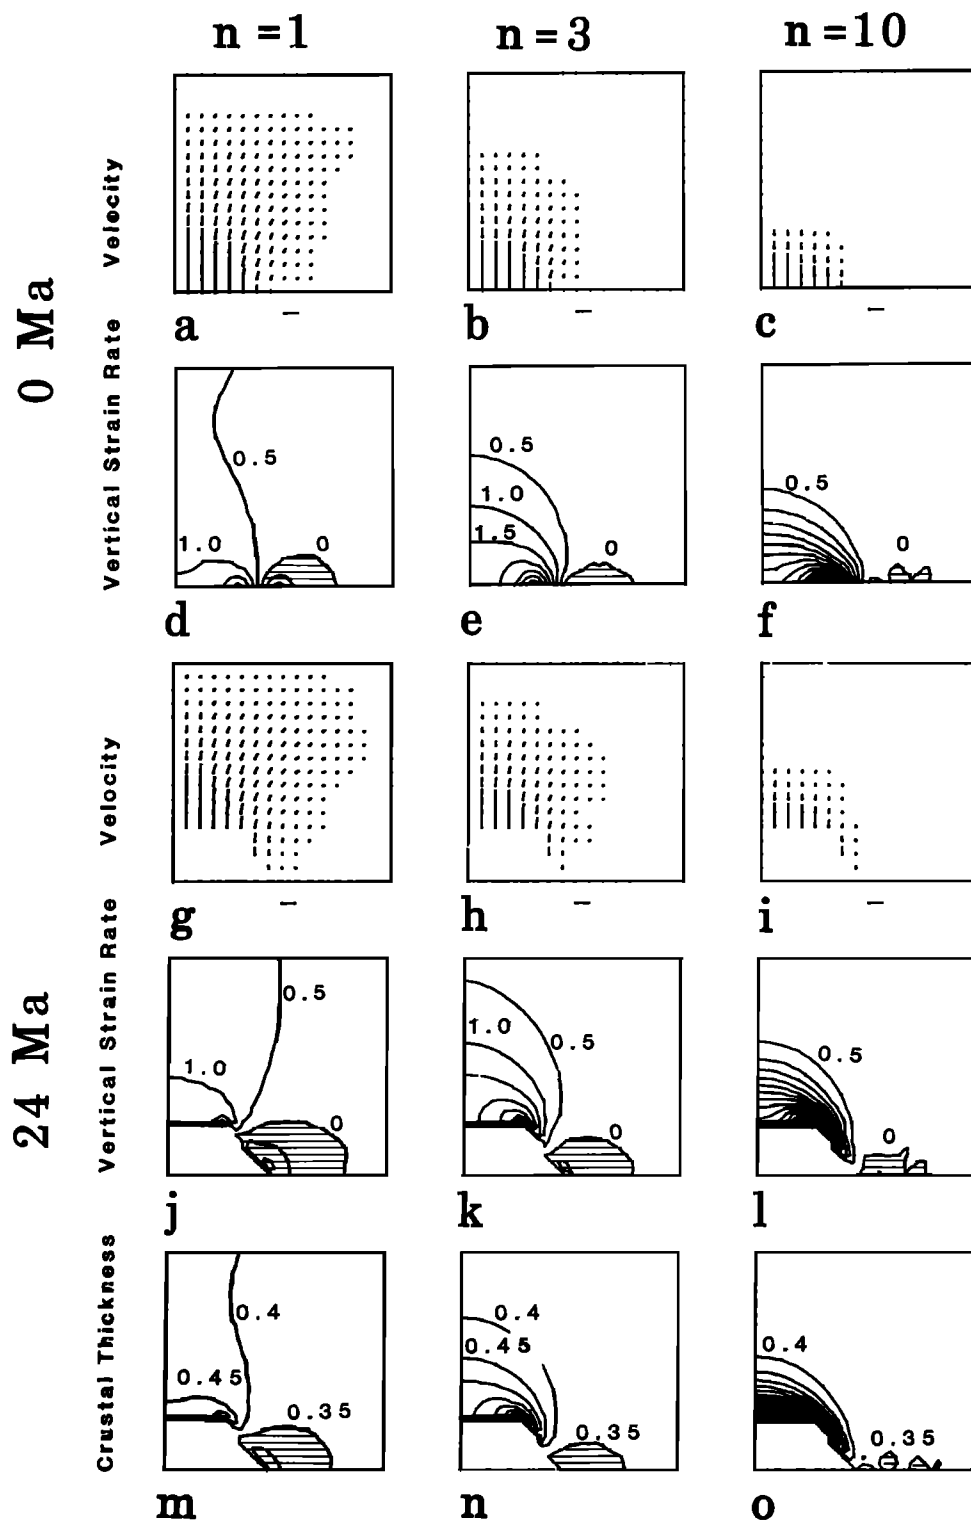 n = 1 n = 3 n = 10
0 Ma
Velocity
a b c
Vertical Strain Rate
0.5 1.0 0
0.5 1.0 1.5 0
0.5 0
d e f
24 Ma
Velocity
g h i
Vertical Strain Rate
0.5 1.0 0
1.0 0.5 0
0.5 0
j k l
Crustal Thickness
0.4 0.45 0.35
0.4 0.45 0.35
0.4 0.35
m n o